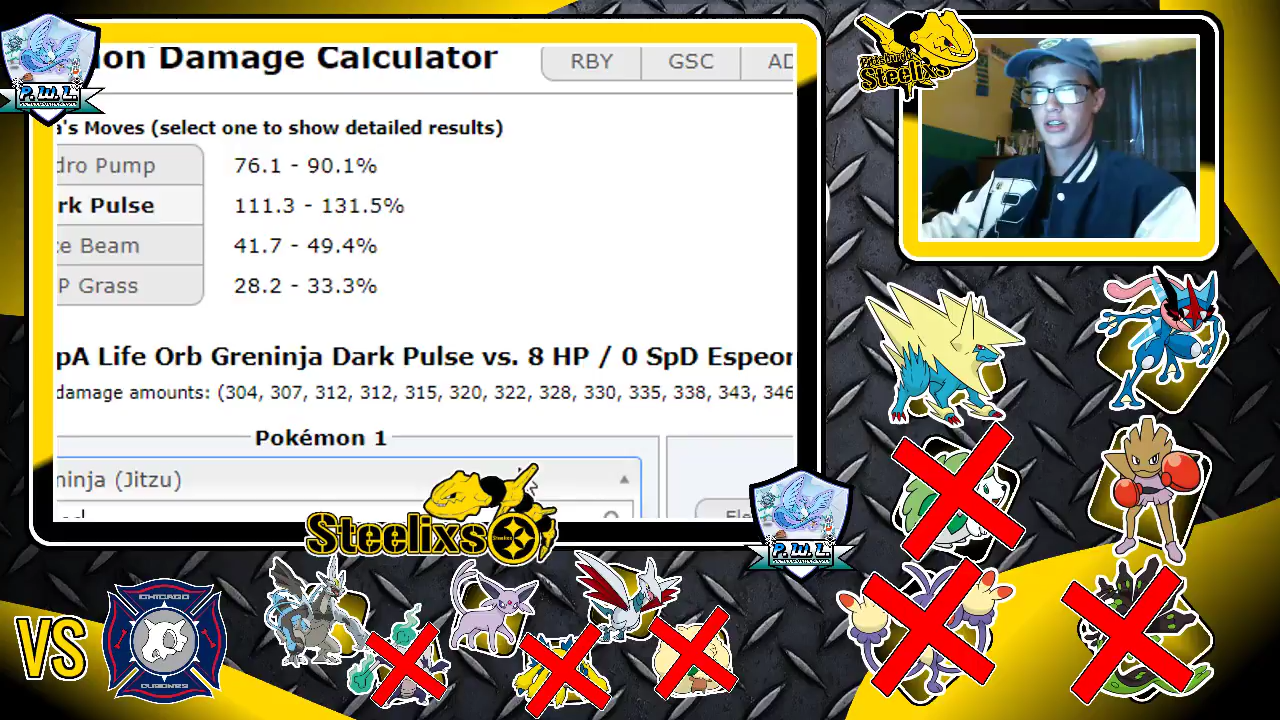 ion Damage Calculator
RBY GSC AD
a's Moves (select one to show detailed results)
dro Pump 76.1 - 90.1%
rk Pulse 111.3 - 131.5%
e Beam 41.7 - 49.4%
P Grass 28.2 - 33.3%
pA Life Orb Greninja Dark Pulse vs. 8 HP / 0 SpD Espeon
damage amounts: (304, 307, 312, 312, 315, 320, 322, 328, 330, 335, 338, 343, 346
Pokémon 1
ninja (Jitzu)
P.W.L.
Steelixs
Steelixs
P.W.L.
VS
CHICAGO
CUBONES